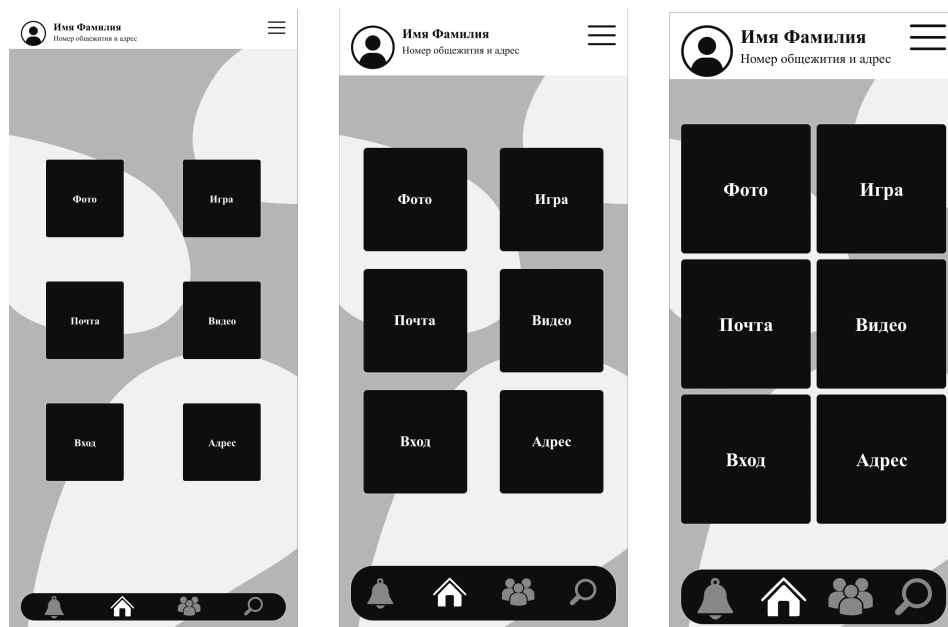 Имя Фамилия
Номер общежития и адрес
Фото
Игра
Почта
Видео
Вход
Адрес
Имя Фамилия
Номер общежития и адрес
Фото
Игра
Почта
Видео
Вход
Адрес
Имя Фамилия
Номер общежития и адрес
Фото
Игра
Почта
Видео
Вход
Адрес